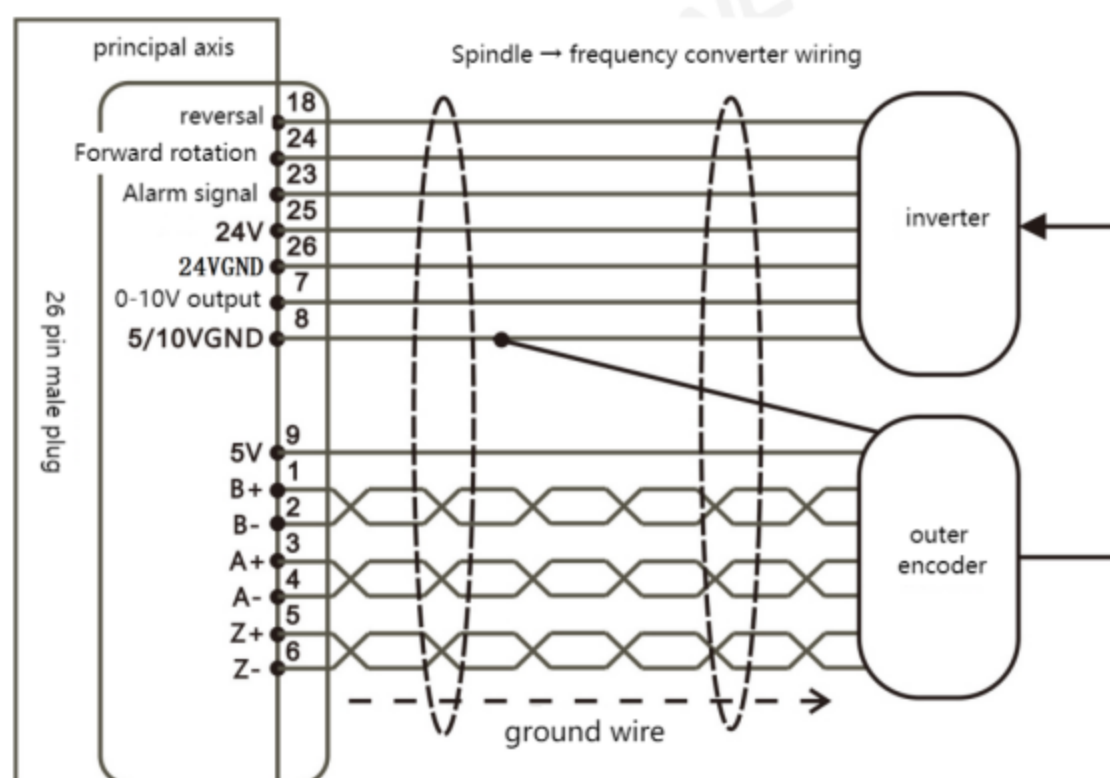 principal axis
Spindle → frequency converter wiring
reversal 18
Forward rotation 24
Alarm signal 23
24V 25
24VGND 26
0-10V output 7
5/10VGND 8
inverter
26 pin male plug
5V 9
B+ 1
B- 2
A+ 3
A- 4
Z+ 5
Z- 6
outer
encoder
ground wire